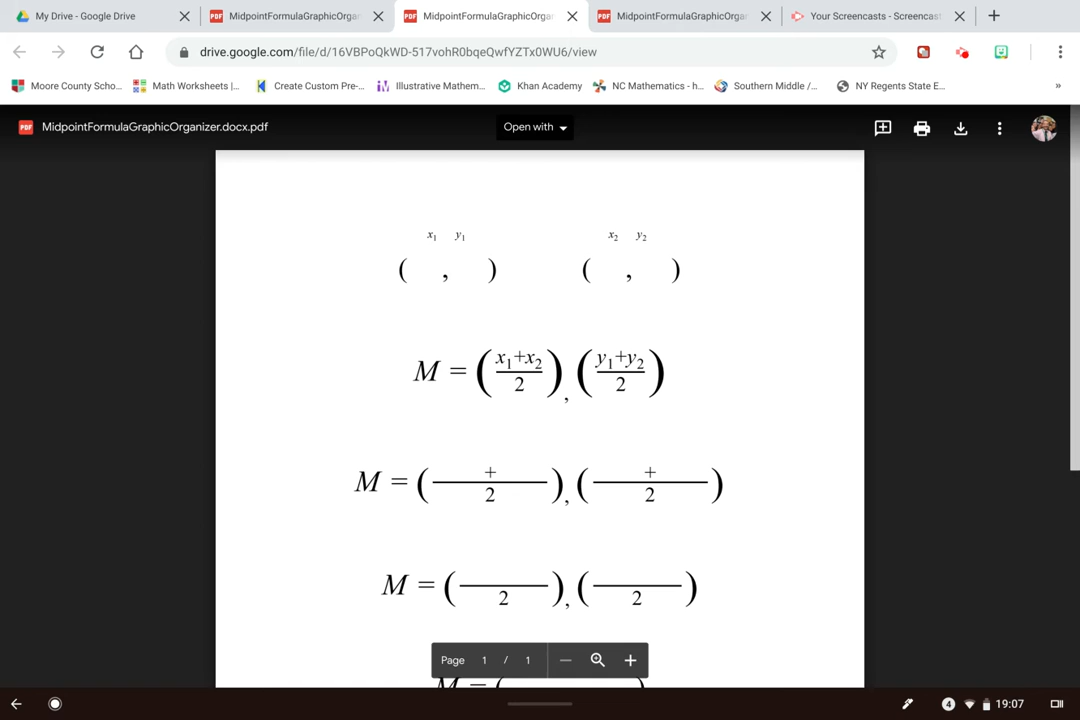 My Drive - Google Drive
MidpointFormulaGraphicOrgan
MidpointFormulaGraphicOrga
MidpointFormulaGraphicOrgar
Your Screencasts - Screencast
drive.google.com/file/d/16VBPoQkWD-517vohR0bqeQwfYZTx0WU6/view
Moore County Scho...
Math Worksheets |...
Create Custom Pre-...
Illustrative Mathem...
Khan Academy
NC Mathematics - h...
Southern Middle /...
NY Regents State E...
»
PDF MidpointFormulaGraphicOrganizer.docx.pdf
Open with
x₁ y₁ x₂ y₂
( , ) ( , )
M = (x₁+x₂/2), (y₁+y₂/2)
M = ( + /2), ( + /2)
M = ( /2), ( /2)
Page 1 / 1
M = ( )
4 19:07